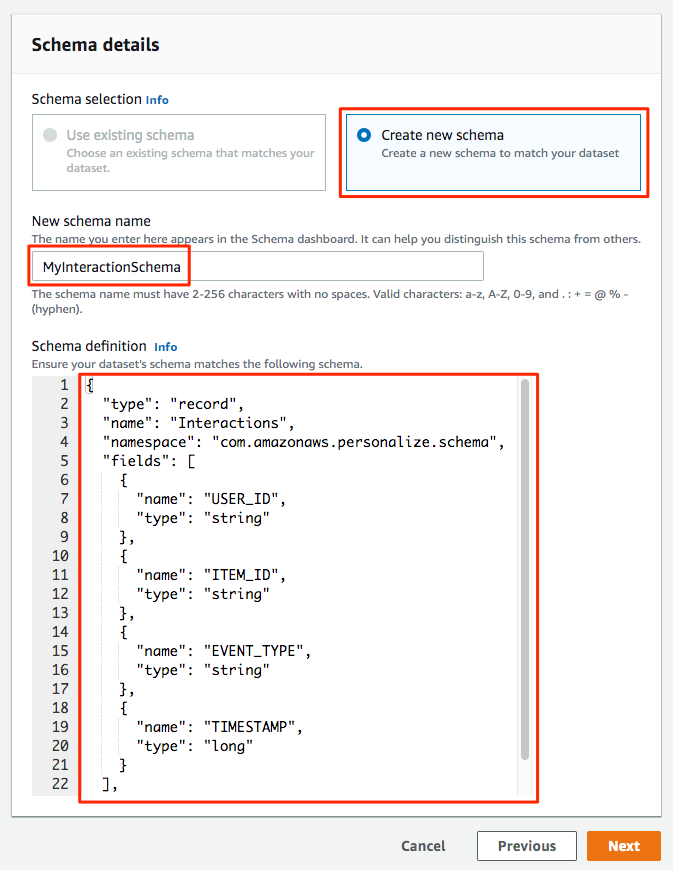 Schema details
Schema selection Info
Use existing schema
Choose an existing schema that matches your
dataset.
Create new schema
Create a new schema to match your dataset
New schema name
The name you enter here appears in the Schema dashboard. It can help you distinguish this schema from others.
MyInteractionSchema
The schema name must have 2-256 characters with no spaces. Valid characters: a-z, A-Z, 0-9, and . : + = @ % -
(hyphen).
Schema definition Info
Ensure your dataset's schema matches the following schema.
1 {
2 "type": "record",
3 "name": "Interactions",
4 "namespace": "com.amazonaws.personalize.schema",
5 "fields": [
6 {
7 "name": "USER_ID",
8 "type": "string"
9 },
10 {
11 "name": "ITEM_ID",
12 "type": "string"
13 },
14 {
15 "name": "EVENT_TYPE",
16 "type": "string"
17 },
18 {
19 "name": "TIMESTAMP",
20 "type": "long"
21 }
22 ],
Cancel Previous Next